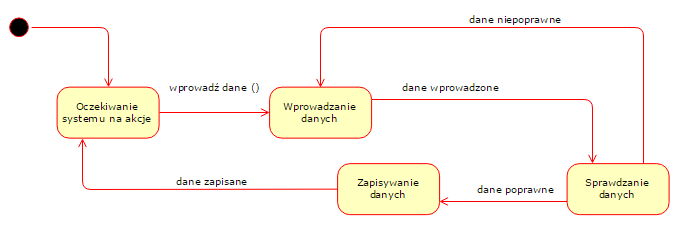 dane niepoprawne
wprowadź dane ()
dane wprowadzone
Oczekiwanie
systemu na akcje
Wprowadzanie
danych
dane zapisane
Zapisywanie
danych
dane poprawne
Sprawdzanie
danych